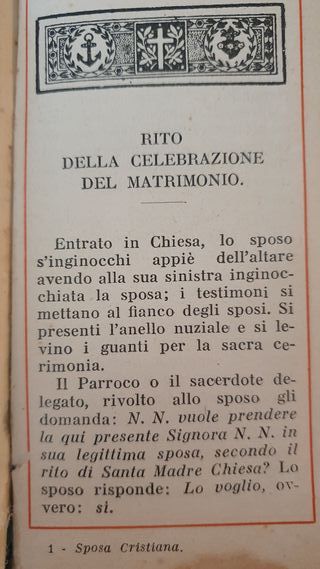 RITO
DELLA CELEBRAZIONE
DEL MATRIMONIO.
Entrato in Chiesa, lo sposo
s'inginocchi appiè dell'altare
avendo alla sua sinistra inginoc-
chiata la sposa; i testimoni si
mettano al fianco degli sposi. Si
presenti l'anello nuziale e si le-
vino i guanti per la sacra ce-
rimonia.
Il Parroco o il sacerdote de-
legato, rivolto allo sposo gli
domanda: N. N. vuole prendere
la qui presente Signora N. N. in
sua legittima sposa, secondo il
rito di Santa Madre Chiesa? Lo
sposo risponde: Lo voglio, ov-
vero: sì.
1 - Sposa Cristiana.